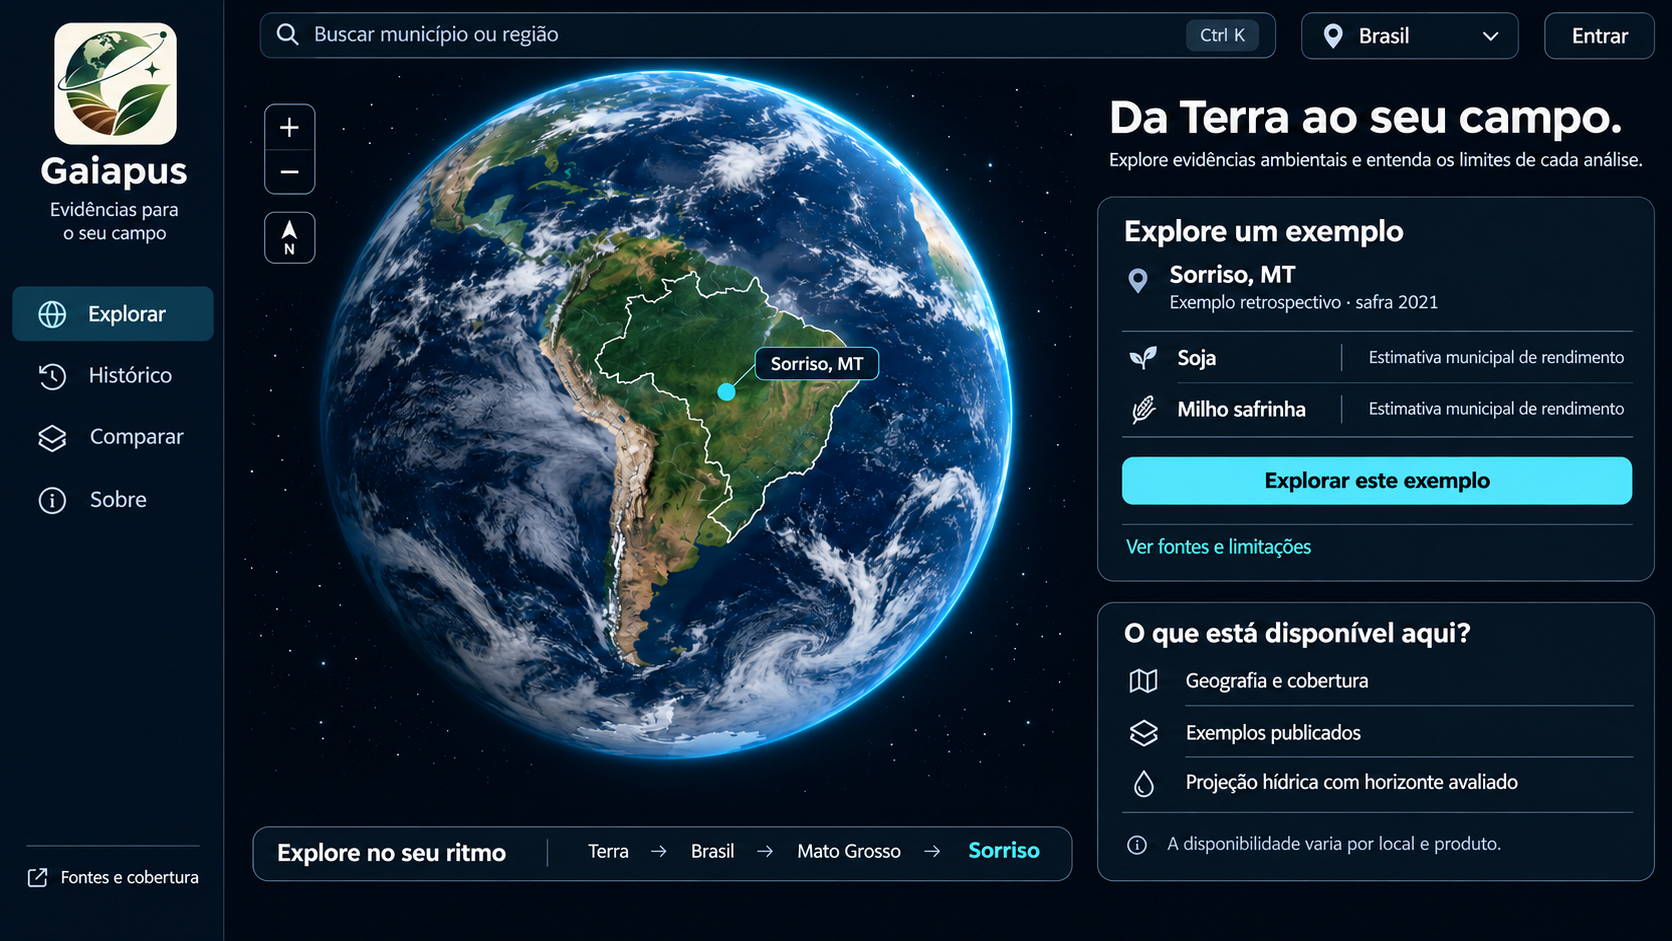 Gaiapus
Evidências para
o seu campo
Explorar
Histórico
Comparar
Sobre
Fontes e cobertura
Buscar município ou região
Ctrl K
Brasil
Entrar
+
−
N
Sorriso, MT
Explore no seu ritmo
Terra → Brasil → Mato Grosso → Sorriso
Da Terra ao seu campo.
Explore evidências ambientais e entenda os limites de cada análise.
Explore um exemplo
Sorriso, MT
Exemplo retrospectivo · safra 2021
Soja
Estimativa municipal de rendimento
Milho safrinha
Estimativa municipal de rendimento
Explorar este exemplo
Ver fontes e limitações
O que está disponível aqui?
Geografia e cobertura
Exemplos publicados
Projeção hídrica com horizonte avaliado
A disponibilidade varia por local e produto.